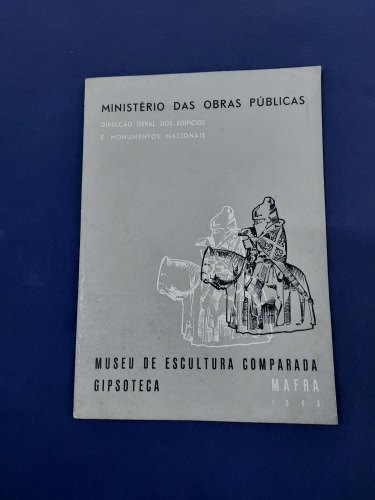 MINISTÉRIO DAS OBRAS PÚBLICAS
DIRECÇÃO GERAL DOS EDIFÍCIOS
E MONUMENTOS NACIONAIS
MUSEU DE ESCULTURA COMPARADA
GIPSOTECA MAFRA